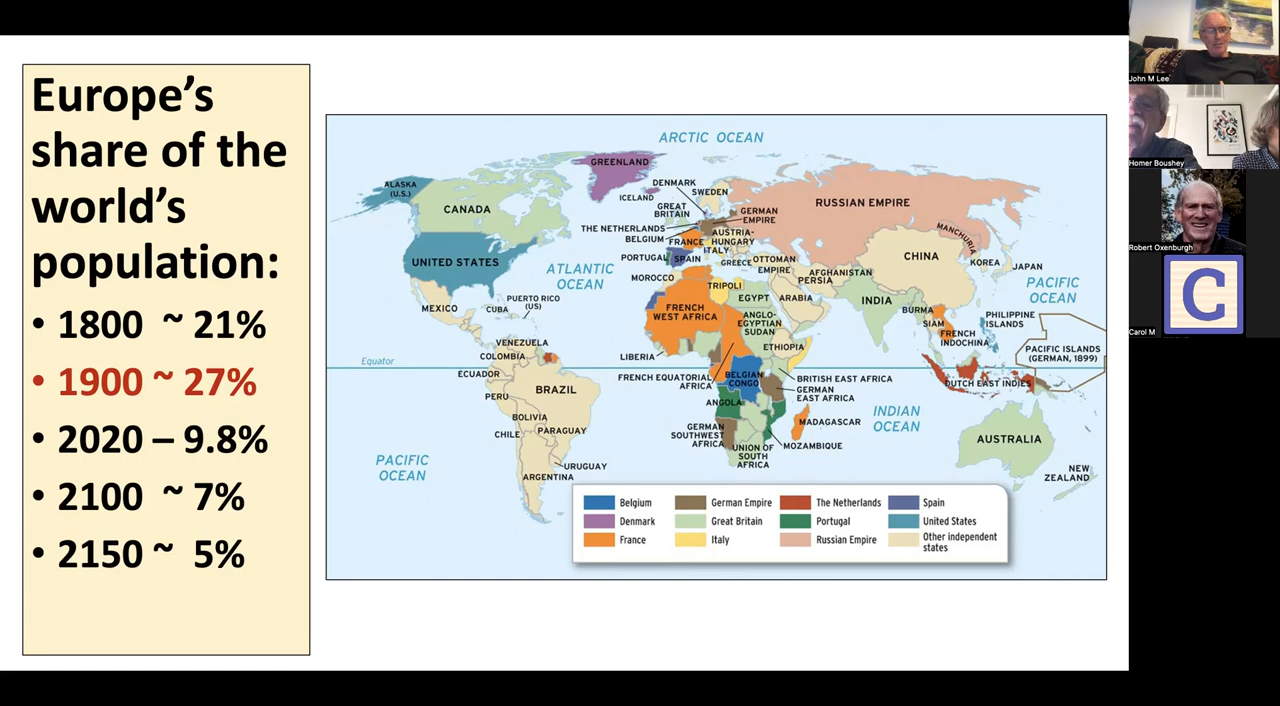 Europe's
share of the
world's
population:
• 1800 ~ 21%
• 1900 ~ 27%
• 2020 – 9.8%
• 2100 ~ 7%
• 2150 ~ 5%
ARCTIC OCEAN
GREENLAND
ALASKA
(U.S.)
ICELAND
CANADA
DENMARK
SWEDEN
RUSSIAN EMPIRE
GREAT
BRITAIN
GERMAN
EMPIRE
THE NETHERLANDS
BELGIUM
AUSTRIA-
HUNGARY
FRANCE
ITALY
MANCHURIA
UNITED STATES
PORTUGAL
SPAIN
GREECE
OTTOMAN
EMPIRE
CHINA
KOREA
JAPAN
ATLANTIC
OCEAN
MOROCCO
TRIPOLI
AFGHANISTAN
PERSIA
PACIFIC
OCEAN
MEXICO
CUBA
PUERTO RICO
(US)
FRENCH
WEST AFRICA
EGYPT
ARABIA
INDIA
BURMA
SIAM
FRENCH
INDOCHINA
PHILIPPINE
ISLANDS
ANGLO-
EGYPTIAN
SUDAN
VENEZUELA
COLOMBIA
LIBERIA
ETHIOPIA
PACIFIC ISLANDS
(GERMAN, 1899)
Equator
ECUADOR
FRENCH EQUATORIAL
AFRICA
BELGIAN
CONGO
BRITISH EAST AFRICA
GERMAN
EAST AFRICA
DUTCH EAST INDIES
PERU
BRAZIL
ANGOLA
BOLIVIA
MADAGASCAR
INDIAN
OCEAN
CHILE
PARAGUAY
GERMAN
SOUTHWEST
AFRICA
UNION OF
SOUTH
AFRICA
MOZAMBIQUE
AUSTRALIA
PACIFIC
OCEAN
URUGUAY
ARGENTINA
NEW
ZEALAND
Belgium
German Empire
The Netherlands
Spain
Denmark
Great Britain
Portugal
United States
France
Italy
Russian Empire
Other independent
states
John M Lee
Homer Boushey
Robert Oxenburgh
C
Carol M